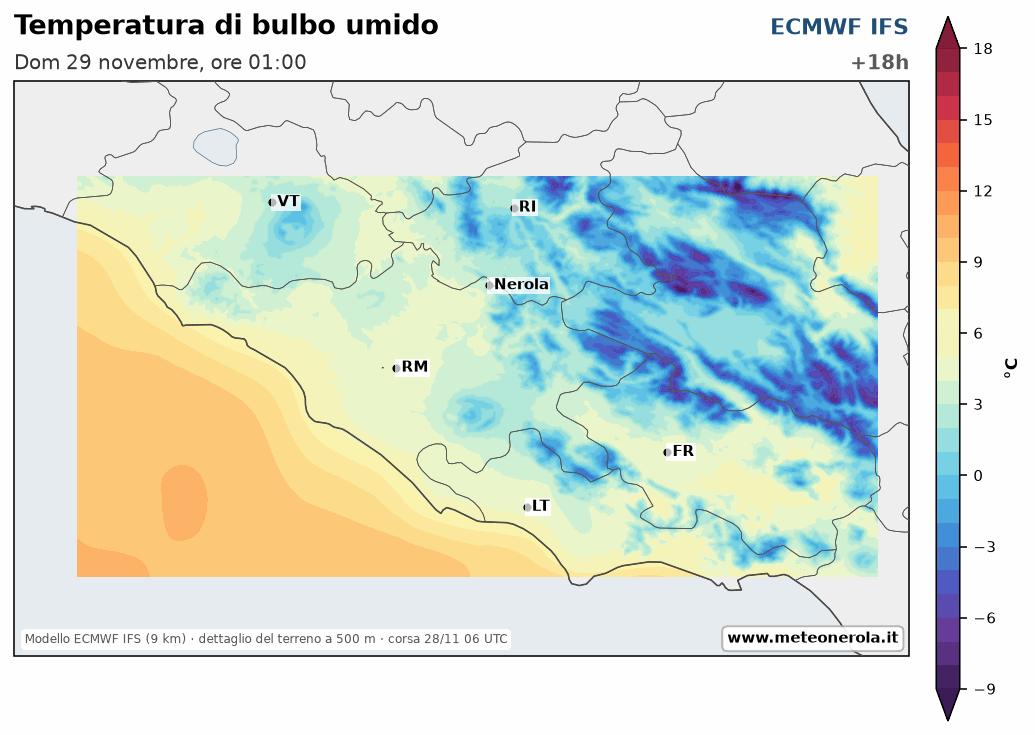 Temperatura di bulbo umido
ECMWF IFS
Dom 29 novembre, ore 01:00
+18h
VT
RI
Nerola
RM
FR
LT
18
15
12
9
6
3
0
−3
−6
−9
°C
Modello ECMWF IFS (9 km) · dettaglio del terreno a 500 m · corsa 28/11 06 UTC
www.meteonerola.it